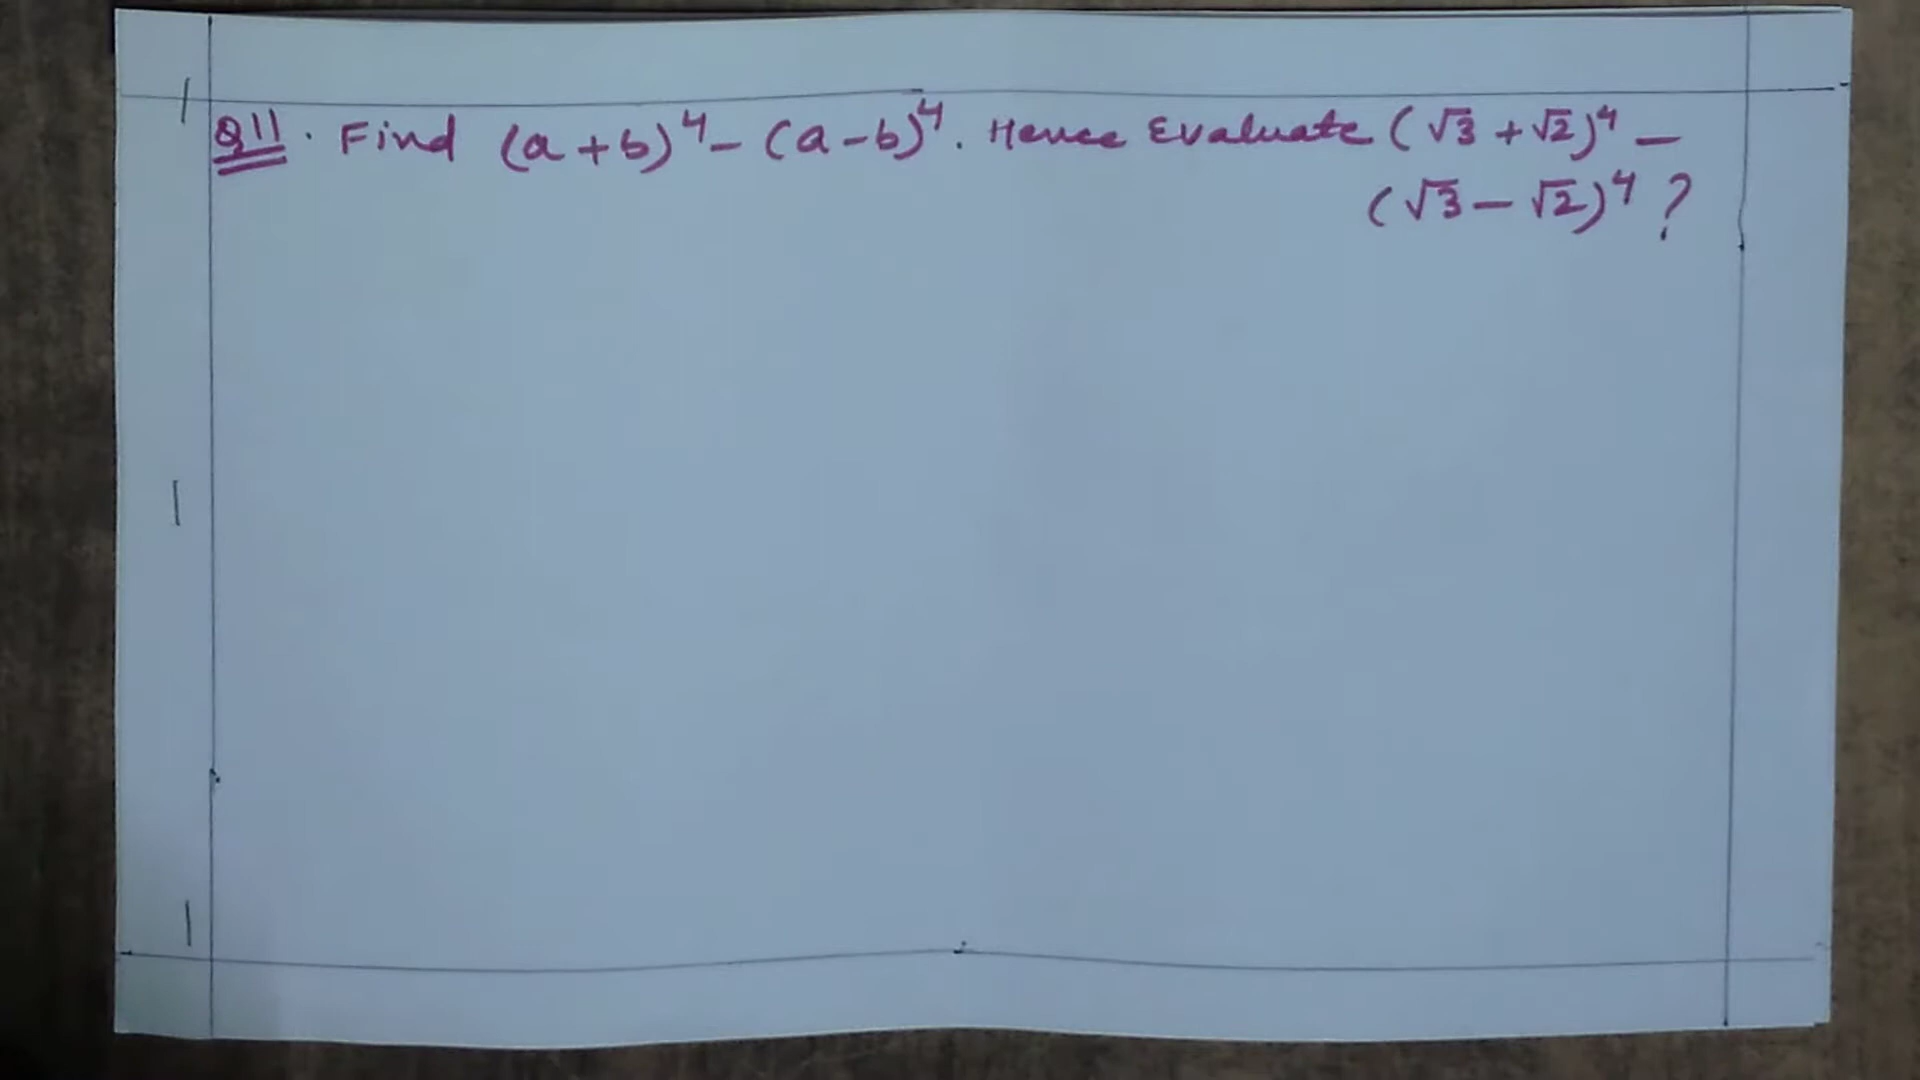 Q11. Find (a+b)⁴ – (a–b)⁴. Hence Evaluate (√3 + √2)⁴ –
(√3 – √2)⁴ ?